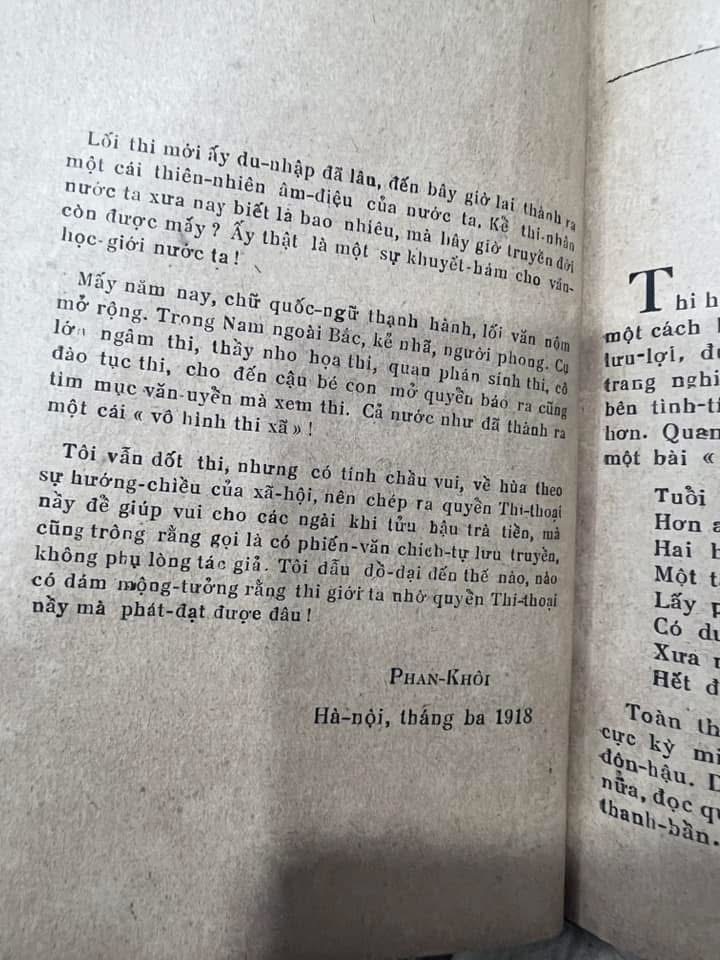 Lối thi mới ấy du-nhập đã lâu, đến bây giờ lại thành ra
một cái thiên-nhiên âm-điệu của nước ta. Kể thi-nhân
nước ta xưa nay biết là bao nhiêu, mà bây giờ truyền đời
còn được mấy ? Ấy thật là một sự khuyết-hám cho văn-
học-giới nước ta !
Mấy năm nay, chữ quốc-ngữ thạnh hành, lối văn nôm
mở rộng. Trong Nam ngoài Bắc, kẻ nhã, người phong. Cụ
lớn ngâm thi, thầy nho họa thi, quan phán sính thi, cô
đào tục thi, cho đến cậu bé con mở quyển báo ra cũng
tìm mục văn-uyển mà xem thi. Cả nước như đã thành ra
một cái « vô hình thi xã » !
Tôi vẫn dốt thi, nhưng có tính chầu vui, về hùa theo
sự hướng-chiều của xã-hội, nên chép ra quyển Thi-thoại
nầy để giúp vui cho các ngài khi tửu hậu trà tiền, mà
cũng trông rằng gọi là có phiến-văn chích-tự lưu truyền,
không phụ lòng tác giả. Tôi dẫu dồ-dại đến thế nào, nào
có dám mộng-tưởng rằng thi giới ta nhờ quyển Thi-thoại
nầy mà phát-đạt được đâu !
PHAN-KHÔI
Hà-nội, tháng ba 1918
Thi h
một cách
lưu-lợi, đ
trang nghi
bên tình-t
hơn. Quan
một bài «
Tuổi
Hơn a
Hai
Một t
Lấy p
Có du
Xưa n
Hết đ
Toàn th
cực kỳ mi
đôn-hậu. D
nữa, đọc q
thanh-bần.